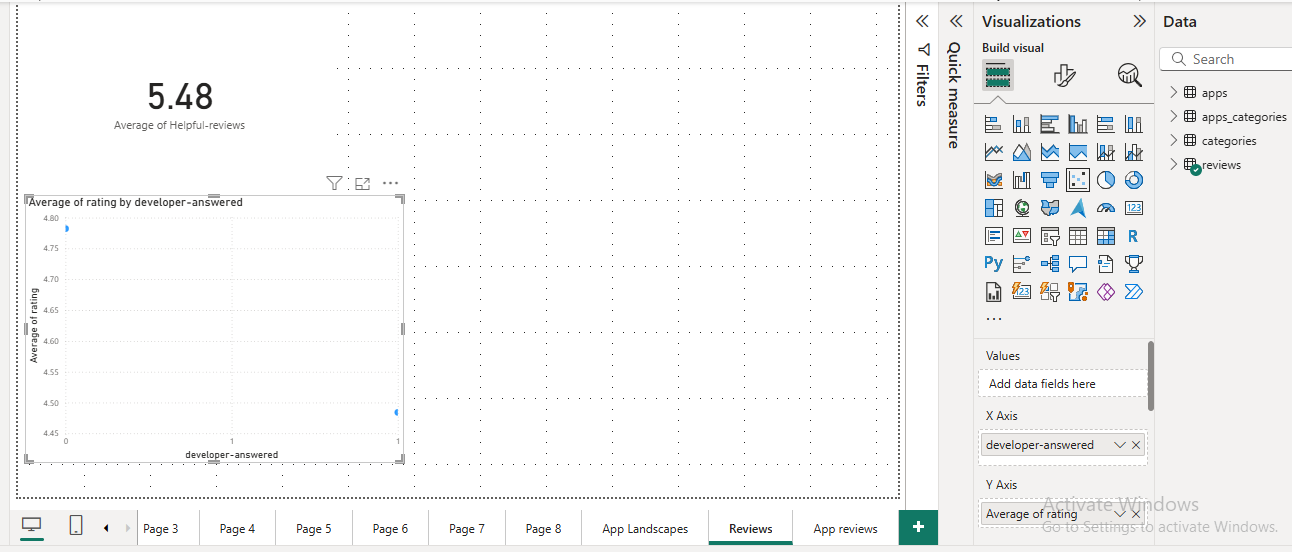 5.48
Average of Helpful-reviews
Average of rating by developer-answered
4.80
4.75
4.70
4.65
4.60
4.55
4.50
4.45
Average of rating
0
1
1
developer-answered
Page 3
Page 4
Page 5
Page 6
Page 7
Page 8
App Landscapes
Reviews
App reviews
+
Filters
Quick measure
Visualizations
Build visual
123
R
Py
123
...
Values
Add data fields here
X Axis
developer-answered
Y Axis
Average of rating
Data
Search
apps
apps_categories
categories
reviews
Activate Windows
Go to Settings to activate Windows.